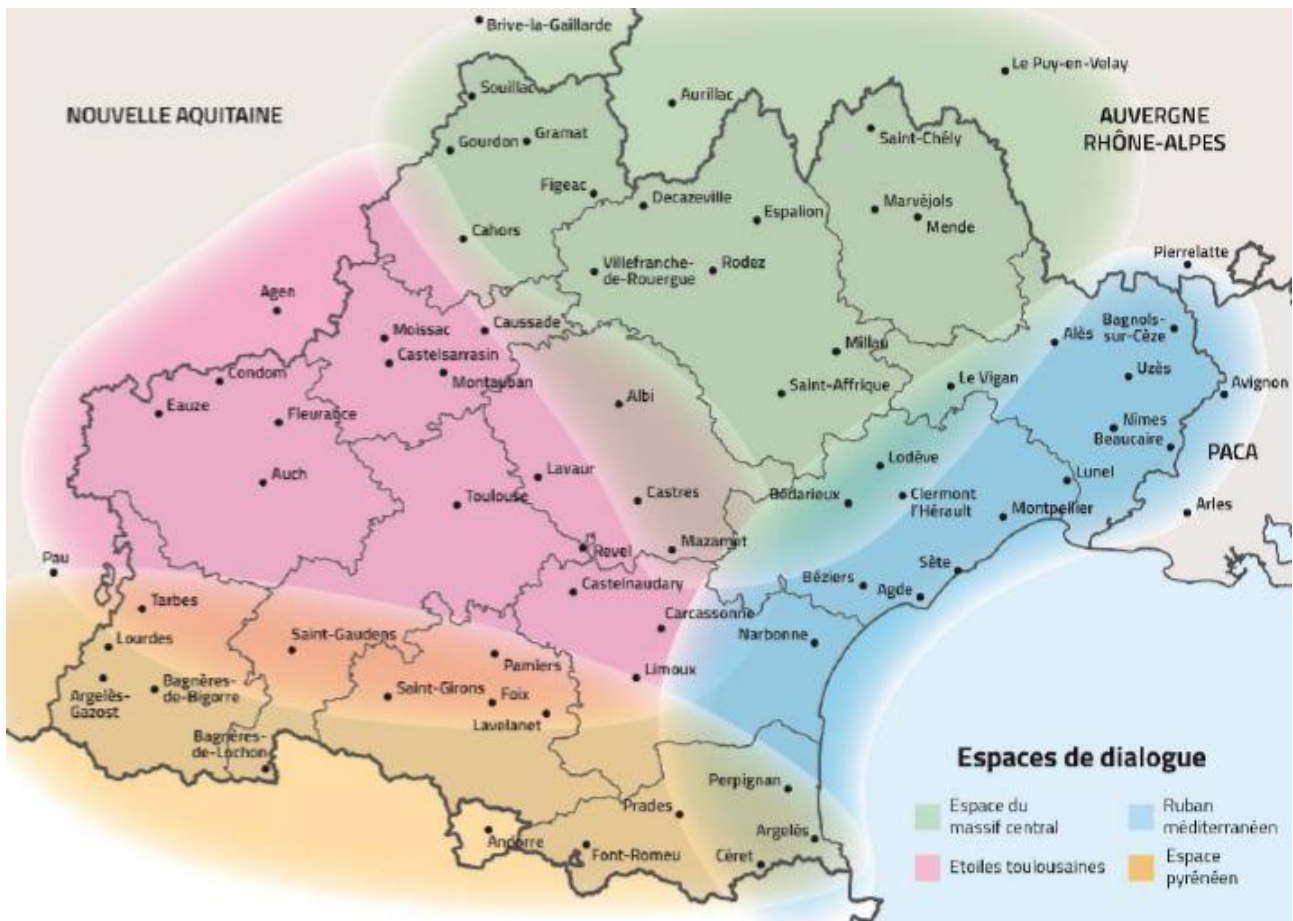 Brive-la-Gaillarde
Le Puy-en-Velay
Souillac
Aurillac
NOUVELLE AQUITAINE
AUVERGNE
RHÔNE-ALPES
Gramat
Saint-Chély
Gourdon
Figeac
Decazeville
Espalion
Marvéjols
Mende
Cahors
Villefranche-
de-Rouergue
Rodez
Pierrelatte
Agen
Moissac
Caussade
Castelsarrasin
Montauban
Millau
Alès
Bagnols-
sur-Cèze
Condom
Albi
Saint-Affrique
Le Vigan
Uzès
Avignon
Eauze
Fleurance
Nîmes
Beaucaire
PACA
Auch
Lavaur
Lodève
Lunel
Toulouse
Castres
Bédarieux
Clermont
l'Hérault
Montpellier
Arles
Revel
Mazamet
Pau
Castelnaudary
Béziers
Sète
Agde
Tarbes
Carcassonne
Narbonne
Lourdes
Saint-Gaudens
Pamiers
Limoux
Argelès-
Gazost
Bagnères-
de-Bigorre
Saint-Girons
Foix
Lavelanet
Bagnères-
de-Lochon
Perpignan
Prades
Andorre
Font-Romeu
Argelès
Céret
Espaces de dialogue
Espace du
massif central
Ruban
méditerranéen
Etoiles toulousaines
Espace
pyrénéen